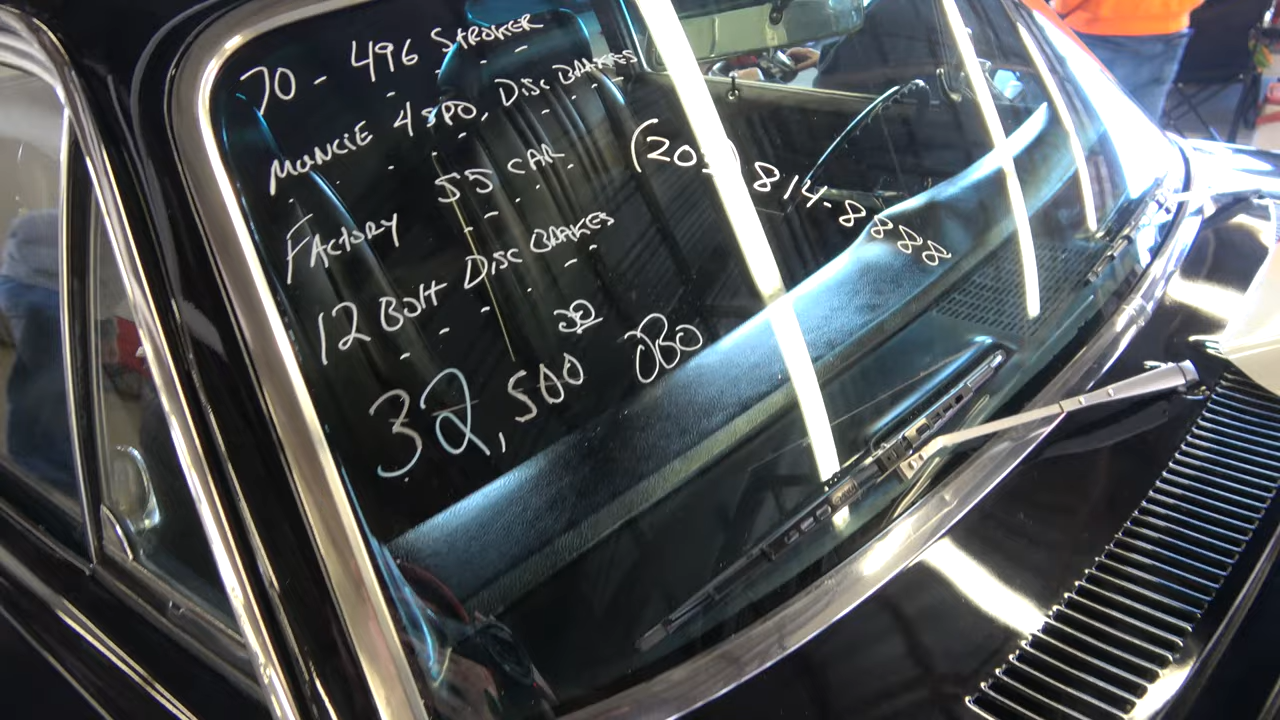 70 - 496 STROKER
MUNCIE 4 SPD, DISC BRAKES
FACTORY SS CAR
12 BOLT DISC BRAKES
32,500 00 OBO
814-8888